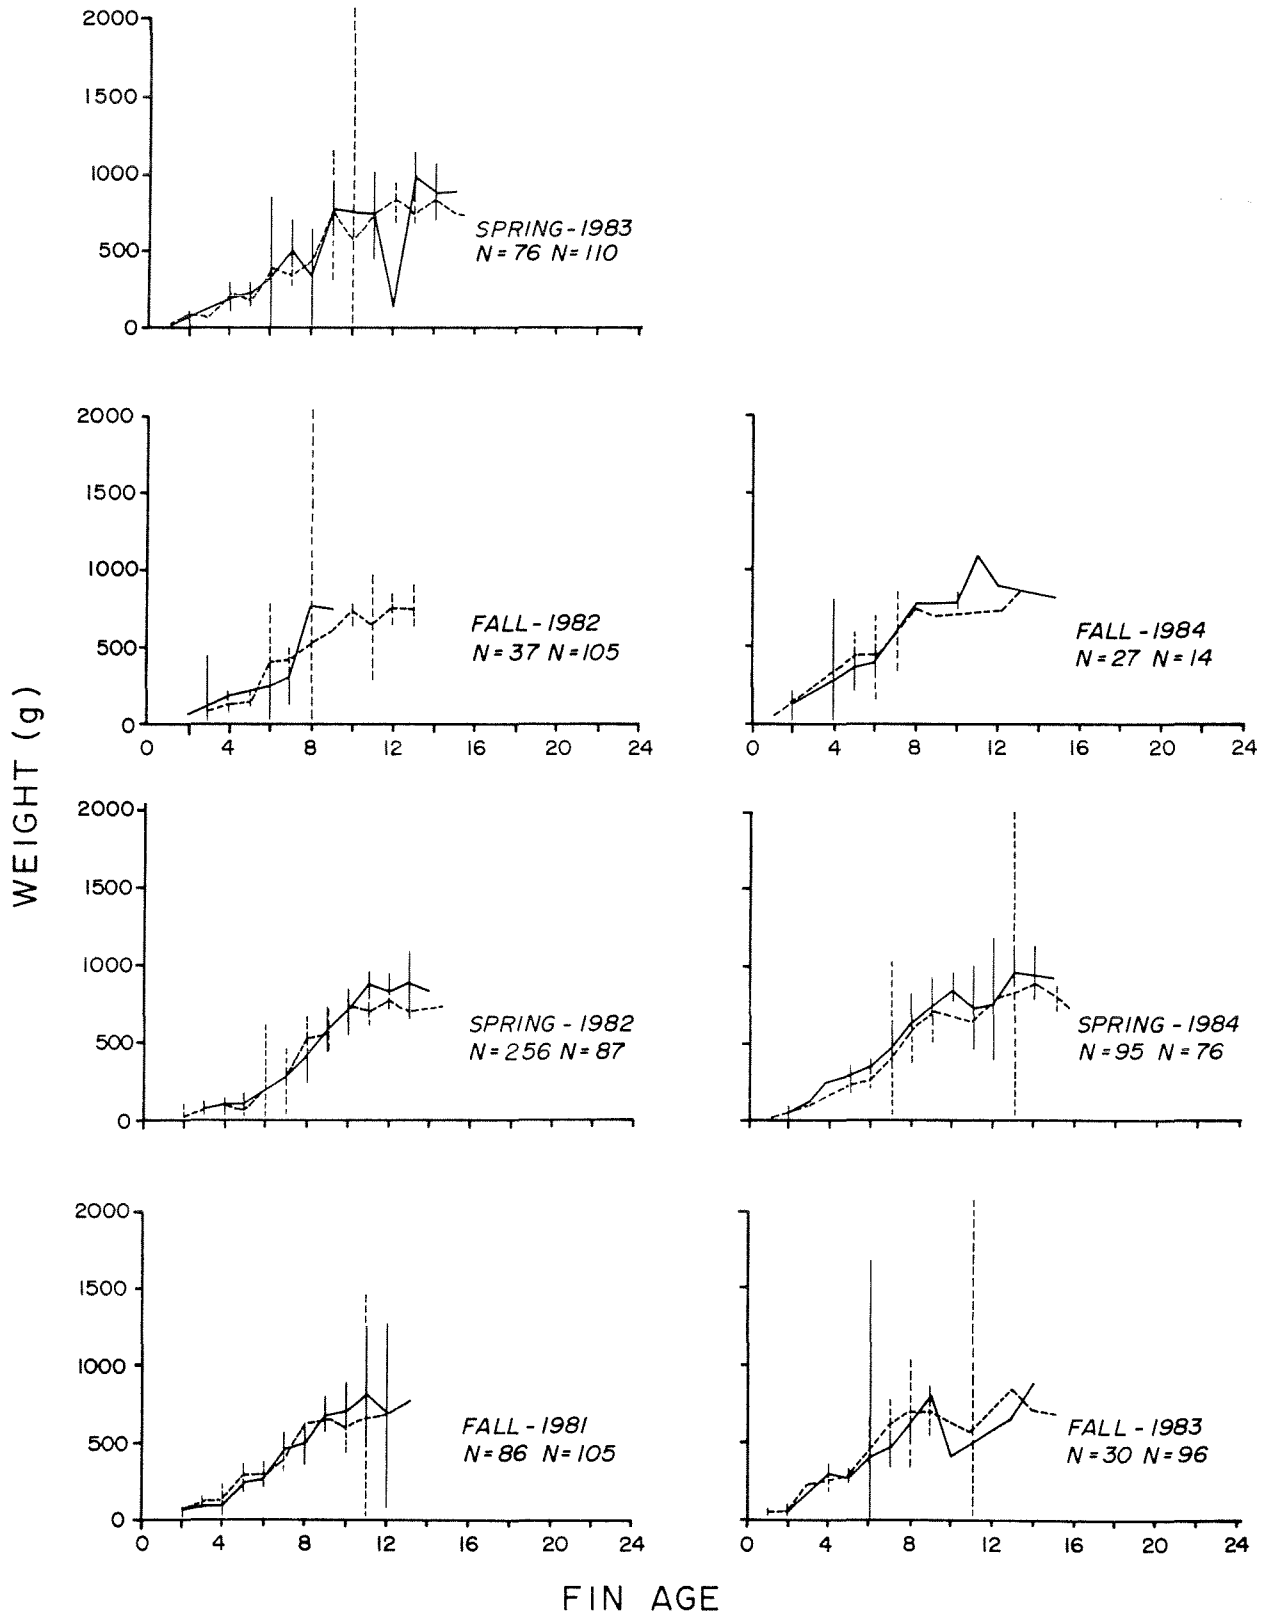 2000
1500
1000
500
0
SPRING-1983
N=76 N=110
2000
1500
1000
500
0
0 4 8 12 16 20 24
FALL-1982
N=37 N=105
0 4 8 12 16 20 24
FALL-1984
N=27 N=14
WEIGHT (g)
2000
1500
1000
500
0
SPRING-1982
N=256 N=87
SPRING-1984
N=95 N=76
2000
1500
1000
500
0
0 4 8 12 16 20 24
FALL-1981
N=86 N=105
0 4 8 12 16 20 24
FALL-1983
N=30 N=96
FIN AGE